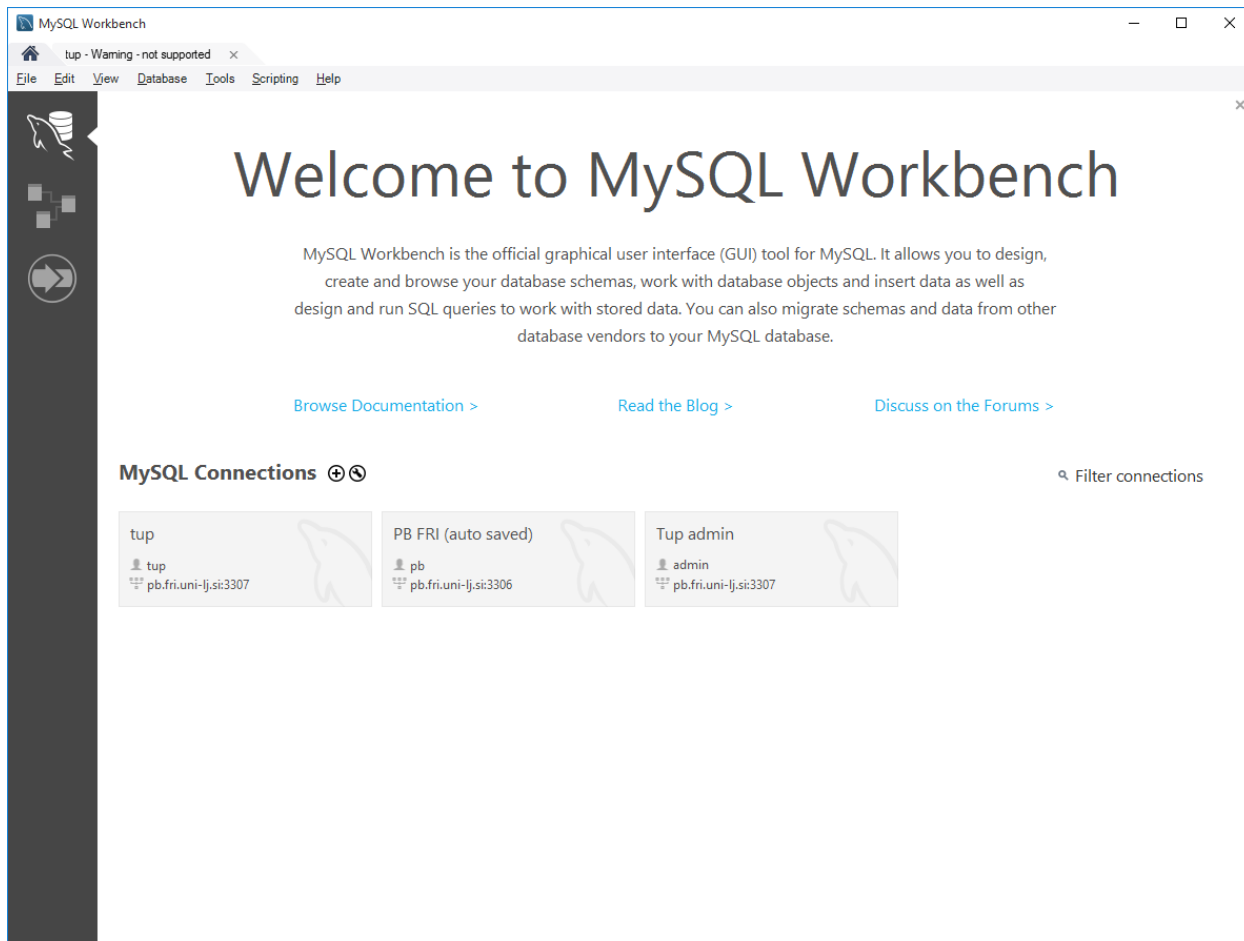 MySQL Workbench
tup - Warning - not supported
File Edit View Database Tools Scripting Help
Welcome to MySQL Workbench
MySQL Workbench is the official graphical user interface (GUI) tool for MySQL. It allows you to design,
create and browse your database schemas, work with database objects and insert data as well as
design and run SQL queries to work with stored data. You can also migrate schemas and data from other
database vendors to your MySQL database.
Browse Documentation > Read the Blog > Discuss on the Forums >
MySQL Connections Filter connections
tup
tup
pb.fri.uni-lj.si:3307
PB FRI (auto saved)
pb
pb.fri.uni-lj.si:3306
Tup admin
admin
pb.fri.uni-lj.si:3307